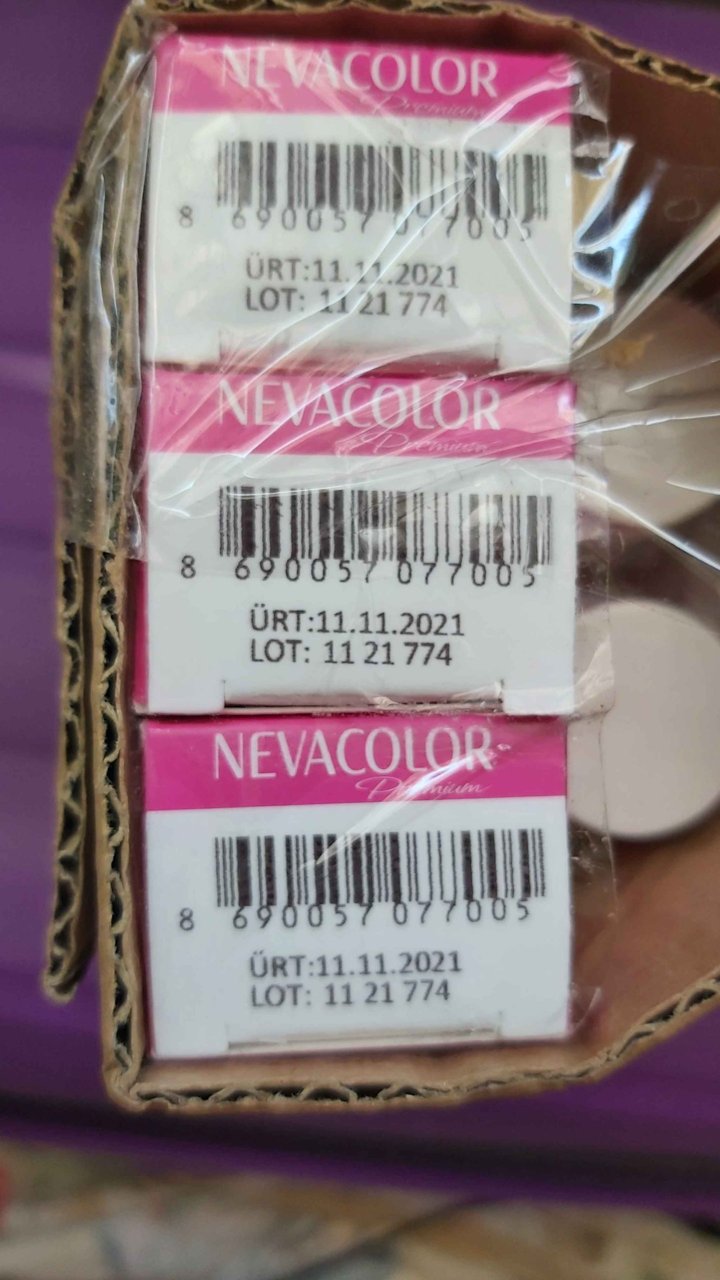 NEVACOLOR
Premium
8 690057 077005
ÜRT:11.11.2021
LOT: 11 21 774
NEVACOLOR
Premium
8 690057 077005
ÜRT:11.11.2021
LOT: 11 21 774
NEVACOLOR
Premium
8 690057 077005
ÜRT:11.11.2021
LOT: 11 21 774